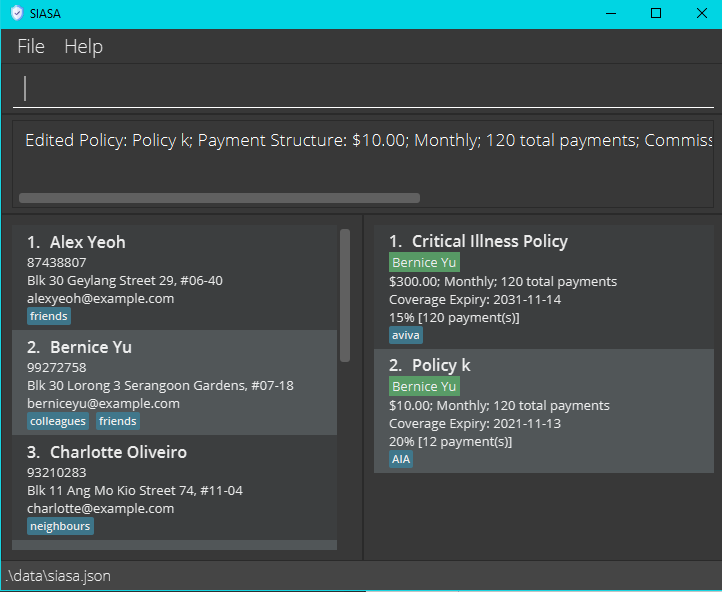 SIASA
File Help
Edited Policy: Policy k; Payment Structure: $10.00; Monthly; 120 total payments; Commiss
1. Alex Yeoh
87438807
Blk 30 Geylang Street 29, #06-40
alexyeoh@example.com
friends
2. Bernice Yu
99272758
Blk 30 Lorong 3 Serangoon Gardens, #07-18
berniceyu@example.com
colleagues friends
3. Charlotte Oliveiro
93210283
Blk 11 Ang Mo Kio Street 74, #11-04
charlotte@example.com
neighbours
1. Critical Illness Policy
Bernice Yu
$300.00; Monthly; 120 total payments
Coverage Expiry: 2031-11-14
15% [120 payment(s)]
aviva
2. Policy k
Bernice Yu
$10.00; Monthly; 120 total payments
Coverage Expiry: 2021-11-13
20% [12 payment(s)]
AIA
.\data\siasa.json